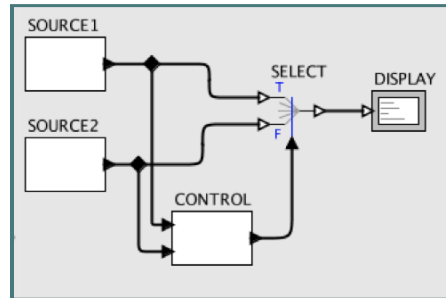 SOURCE1
SELECT
T
DISPLAY
SOURCE2
F
CONTROL